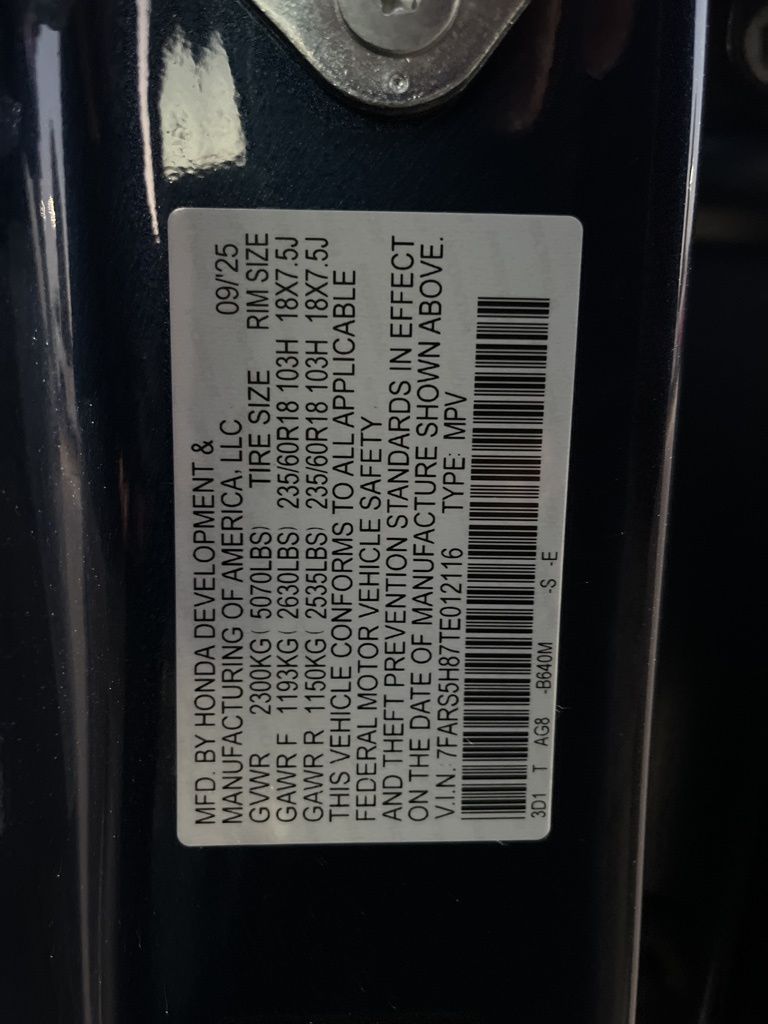 MFD. BY HONDA DEVELOPMENT &
MANUFACTURING OF AMERICA, LLC 09/'25
GVWR 2300KG( 5070LBS) TIRE SIZE RIM SIZE
GAWR F 1193KG( 2630LBS) 235/60R18 103H 18X7.5J
GAWR R 1150KG( 2535LBS) 235/60R18 103H 18X7.5J
THIS VEHICLE CONFORMS TO ALL APPLICABLE
FEDERAL MOTOR VEHICLE SAFETY
AND THEFT PREVENTION STANDARDS IN EFFECT
ON THE DATE OF MANUFACTURE SHOWN ABOVE.
V.I.N: 7FARS5H87TE012116 TYPE: MPV
3D1 T AG8 -B640M -S -E